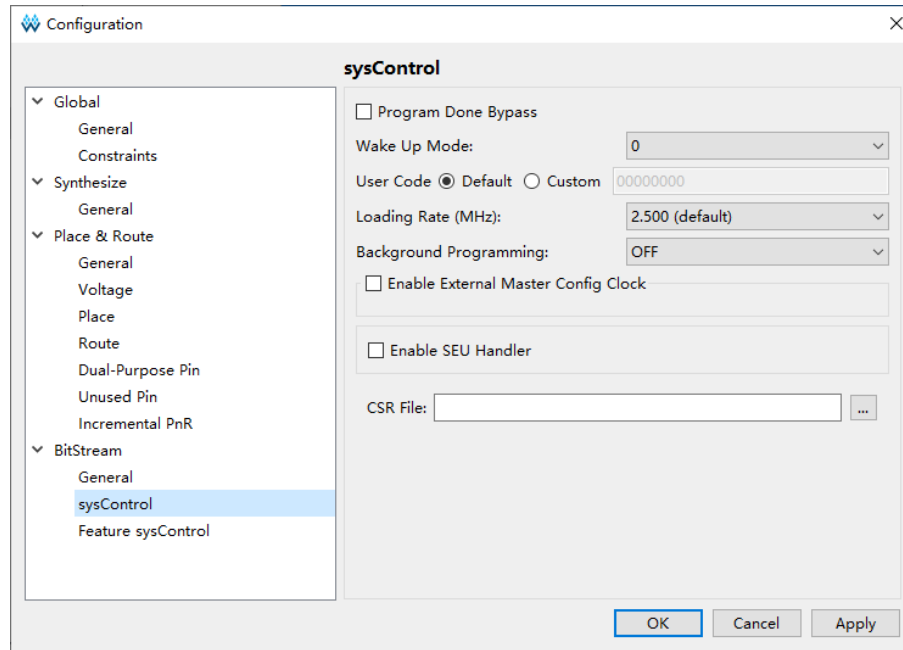 Configuration
sysControl
Global
General
Constraints
Synthesize
General
Place & Route
General
Voltage
Place
Route
Dual-Purpose Pin
Unused Pin
Incremental PnR
BitStream
General
sysControl
Feature sysControl
Program Done Bypass
Wake Up Mode: 0
User Code Default Custom 00000000
Loading Rate (MHz): 2.500 (default)
Background Programming: OFF
Enable External Master Config Clock
Enable SEU Handler
CSR File: ...
OK Cancel Apply